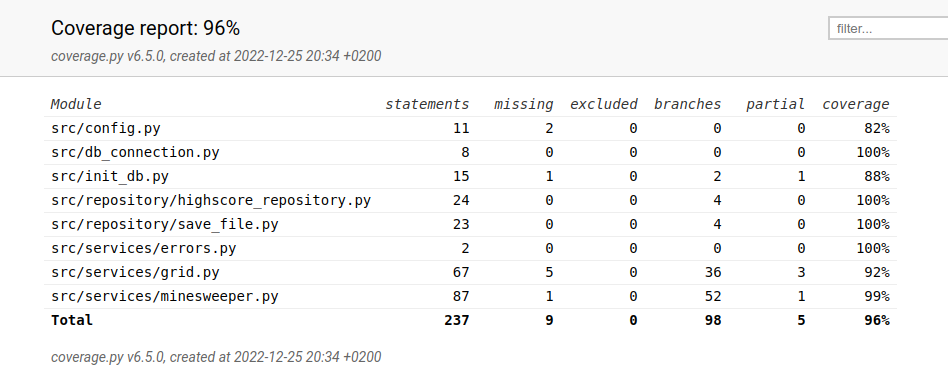 Coverage report: 96%
filter...
coverage.py v6.5.0, created at 2022-12-25 20:34 +0200
Module statements missing excluded branches partial coverage
src/config.py 11 2 0 0 0 82%
src/db_connection.py 8 0 0 0 0 100%
src/init_db.py 15 1 0 2 1 88%
src/repository/highscore_repository.py 24 0 0 4 0 100%
src/repository/save_file.py 23 0 0 4 0 100%
src/services/errors.py 2 0 0 0 0 100%
src/services/grid.py 67 5 0 36 3 92%
src/services/minesweeper.py 87 1 0 52 1 99%
Total 237 9 0 98 5 96%
coverage.py v6.5.0, created at 2022-12-25 20:34 +0200